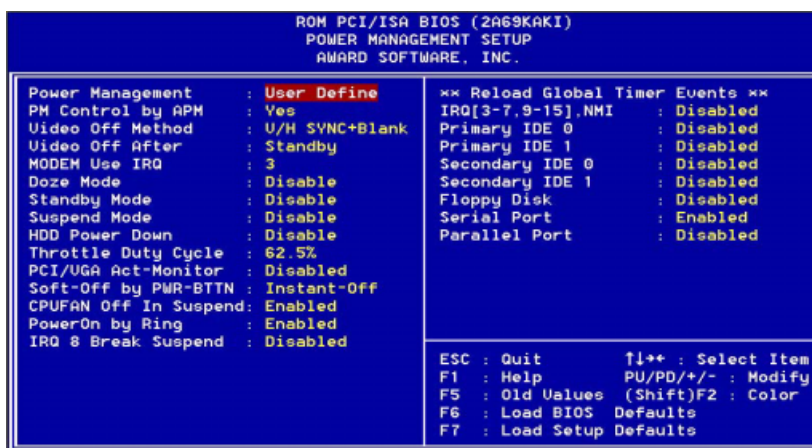 ROM PCI/ISA BIOS (2A69KAKI)
POWER MANAGEMENT SETUP
AWARD SOFTWARE, INC.
Power Management : User Define
PM Control by APM : Yes
Video Off Method : V/H SYNC+Blank
Video Off After : Standby
MODEM Use IRQ : 3
Doze Mode : Disable
Standby Mode : Disable
Suspend Mode : Disable
HDD Power Down : Disable
Throttle Duty Cycle : 62.5%
PCI/VGA Act-Monitor : Disabled
Soft-Off by PWR-BTTN : Instant-Off
CPUFAN Off In Suspend: Enabled
PowerOn by Ring : Enabled
IRQ 8 Break Suspend : Disabled
** Reload Global Timer Events **
IRQ[3-7,9-15],NMI : Disabled
Primary IDE 0 : Disabled
Primary IDE 1 : Disabled
Secondary IDE 0 : Disabled
Secondary IDE 1 : Disabled
Floppy Disk : Disabled
Serial Port : Enabled
Parallel Port : Disabled
ESC : Quit ↑↓→← : Select Item
F1 : Help PU/PD/+/- : Modify
F5 : Old Values (Shift)F2 : Color
F6 : Load BIOS Defaults
F7 : Load Setup Defaults